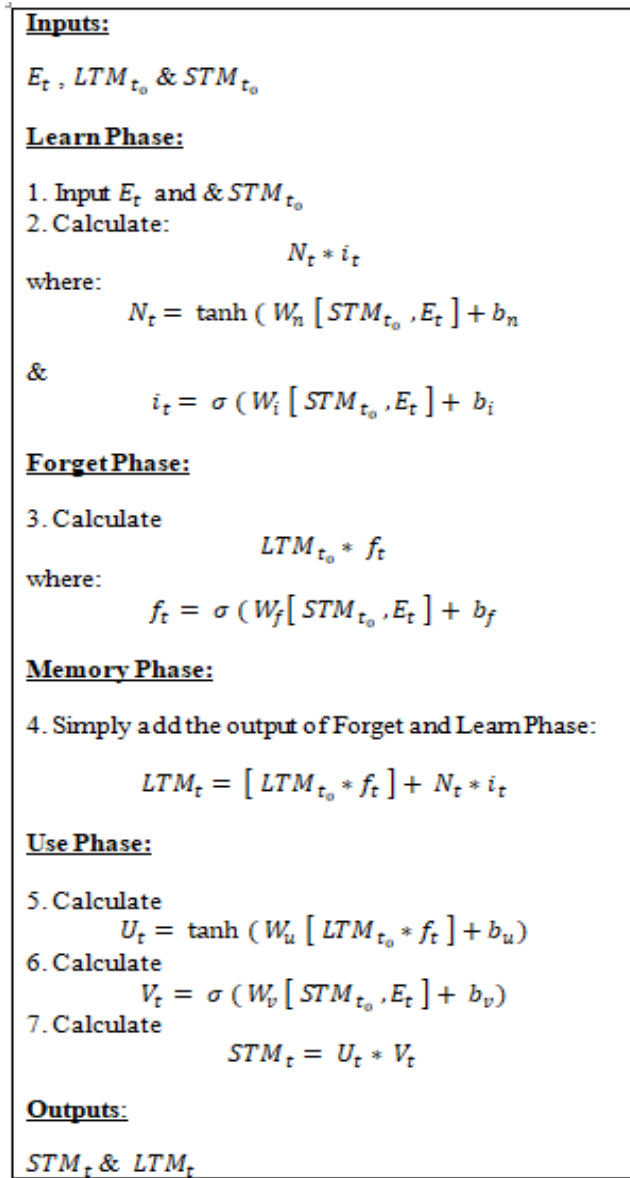 Inputs:
E_t , LTM_{t_o} & STM_{t_o}
Learn Phase:
1. Input E_t and & STM_{t_o}
2. Calculate:
N_t * i_t
where:
N_t = tanh ( W_n [ STM_{t_o} , E_t ] + b_n
&
i_t = σ ( W_i [ STM_{t_o} , E_t ] + b_i
Forget Phase:
3. Calculate
LTM_{t_o} * f_t
where:
f_t = σ ( W_f [ STM_{t_o} , E_t ] + b_f
Memory Phase:
4. Simply add the output of Forget and Learn Phase:
LTM_t = [ LTM_{t_o} * f_t ] + N_t * i_t
Use Phase:
5. Calculate
U_t = tanh ( W_u [ LTM_{t_o} * f_t ] + b_u )
6. Calculate
V_t = σ ( W_v [ STM_{t_o} , E_t ] + b_v )
7. Calculate
STM_t = U_t * V_t
Outputs:
STM_t & LTM_t